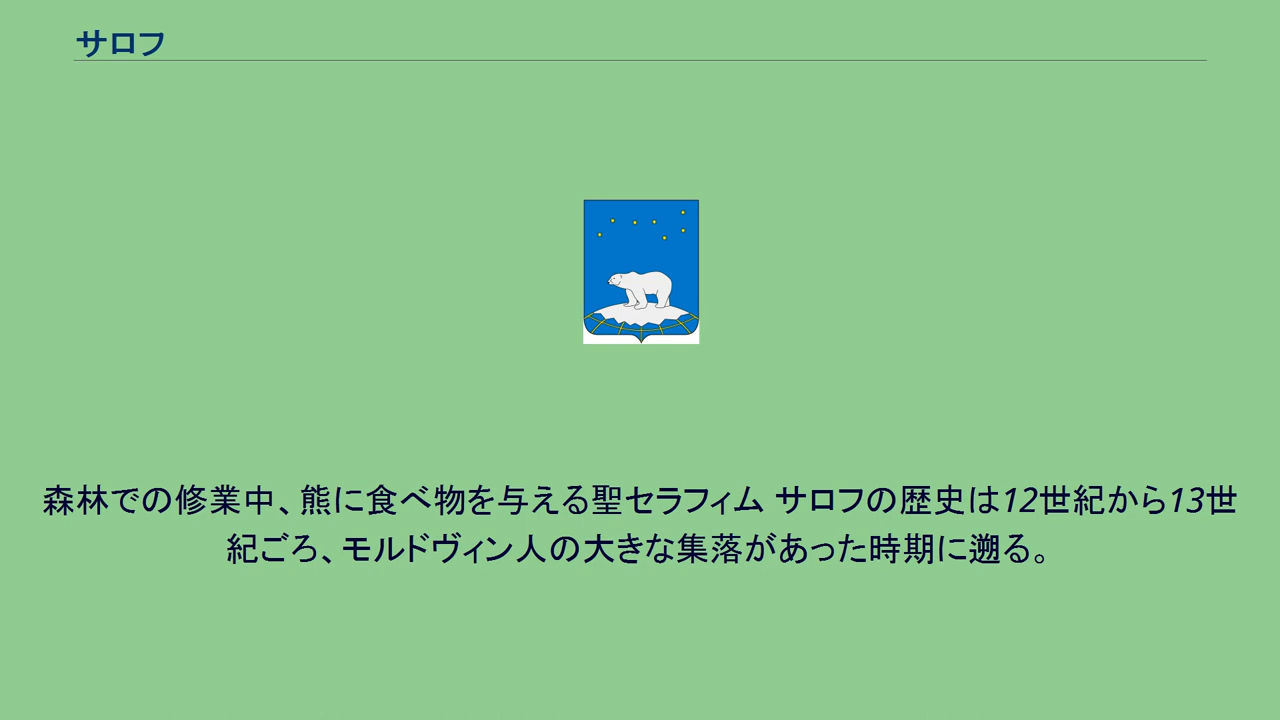 サロフ
森林での修業中、熊に食べ物を与える聖セラフィム サロフの歴史は12世紀から13世
紀ごろ、モルドヴィン人の大きな集落があった時期に遡る。